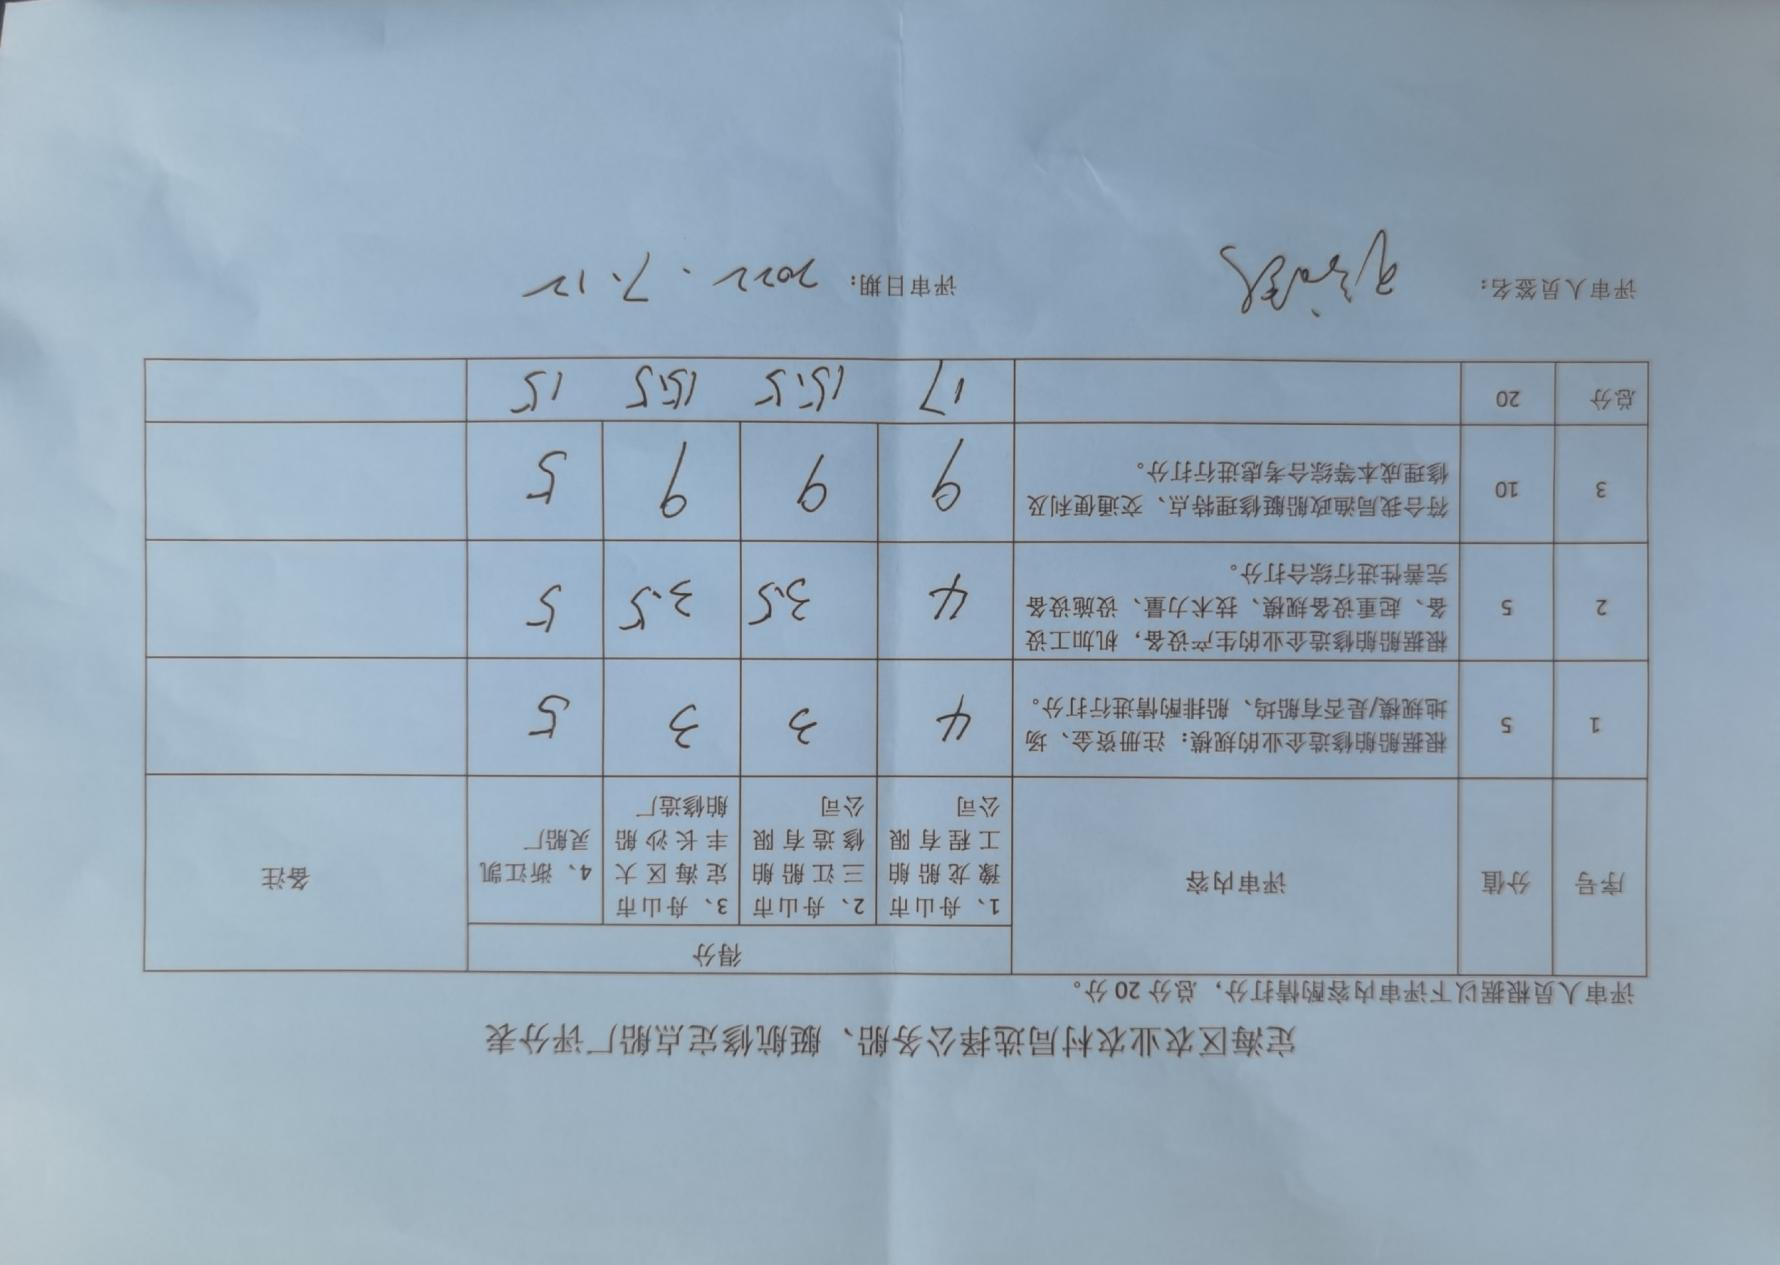 定海区农业农村局选择公务船、艇航修定点船厂评分表
评审人员根据以下评审内容酌情打分，总分 20 分。
序号 分值 评审内容 得分 备注
1、舟山市
豫龙船舶
工程有限
公司
2、舟山市
三江船舶
修造有限
公司
3、舟山市
定海区大
丰长沙船
舶修造厂
4、浙江凯
灵船厂
1 5 根据船舶修造企业的规模：注册资金、场
地规模/是否有船坞、船排酌情进行打分。
4 3 3 5
2 5 根据船舶修造企业的生产设备，机加工设
备、起重设备规模、技术力量、设施设备
完善性进行综合打分。
4 3.5 3.5 5
3 10 符合我局渔政船艇修理特点、交通便利及
修理成本等综合考虑进行打分。
9 9 9 5
总分 20 17 15.5 15.5 15
评审人员签名： 评审日期： 2022.7.12